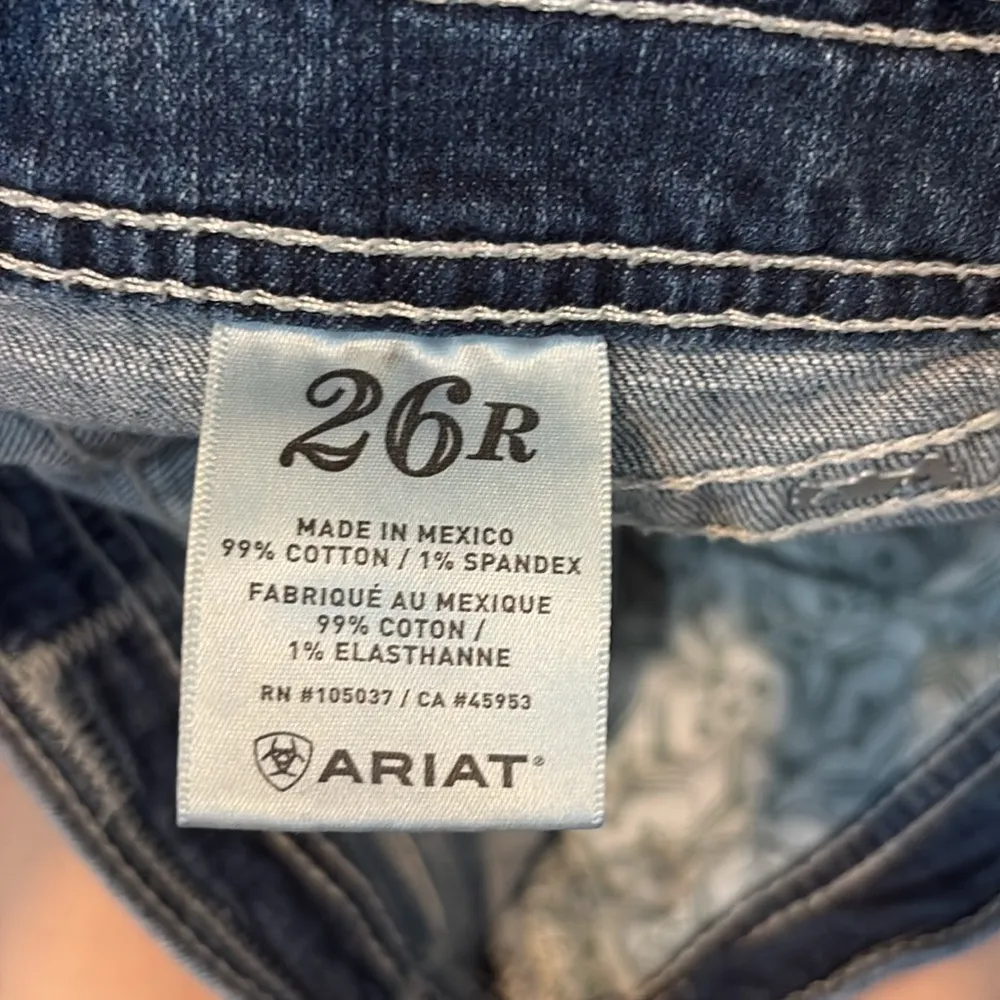 26R
MADE IN MEXICO
99% COTTON / 1% SPANDEX
FABRIQUÉ AU MEXIQUE
99% COTON /
1% ELASTHANNE
RN #105037 / CA #45953
ARIAT®